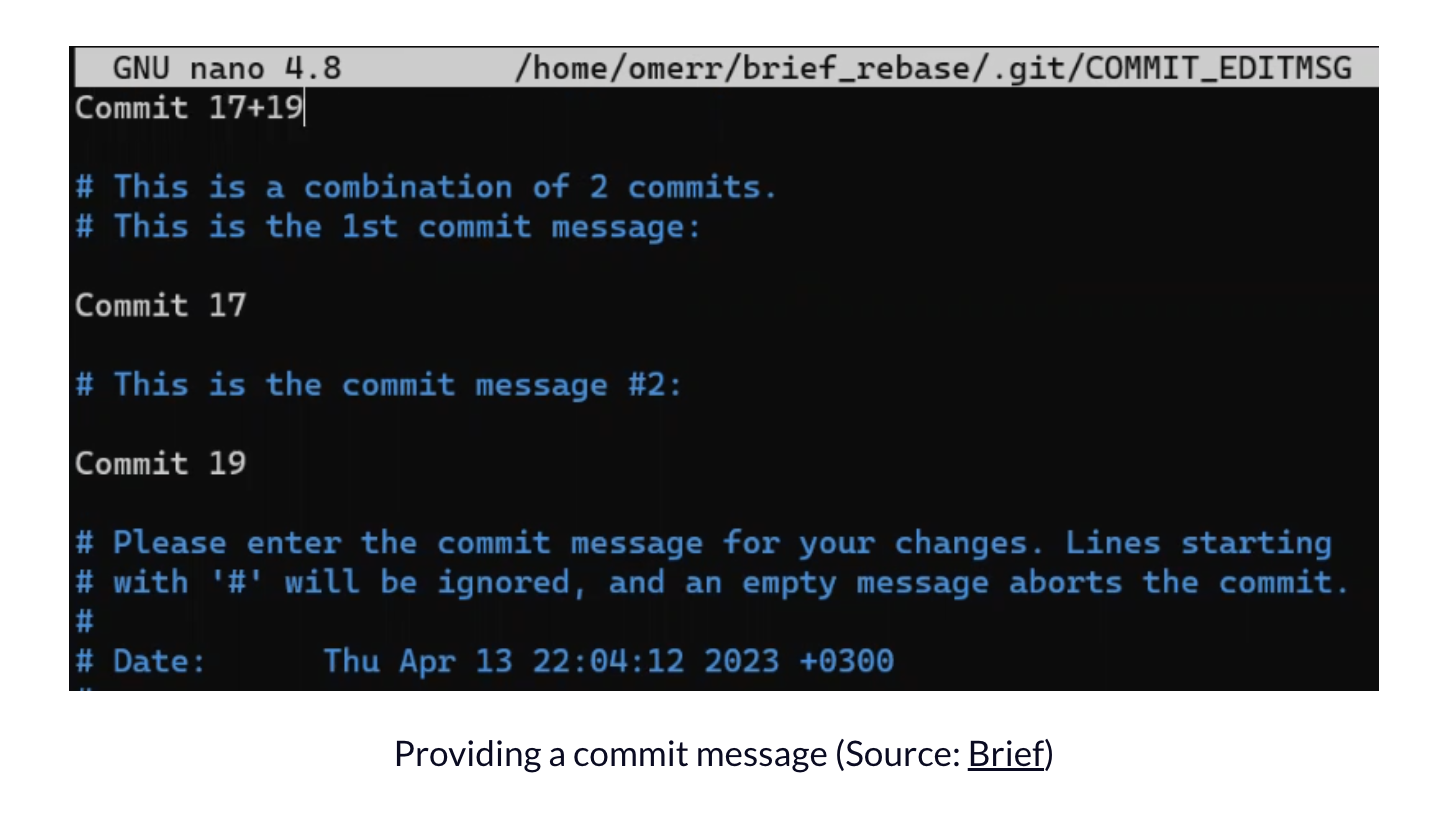 GNU nano 4.8 /home/omerr/brief_rebase/.git/COMMIT_EDITMSG
Commit 17+19
# This is a combination of 2 commits.
# This is the 1st commit message:
Commit 17
# This is the commit message #2:
Commit 19
# Please enter the commit message for your changes. Lines starting
# with '#' will be ignored, and an empty message aborts the commit.
#
# Date: Thu Apr 13 22:04:12 2023 +0300
Providing a commit message (Source: Brief)